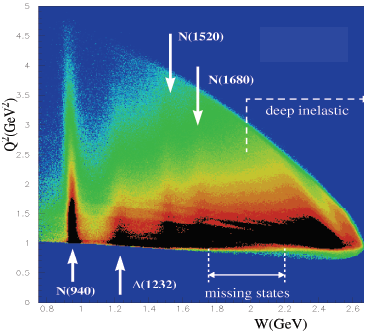 5
4.5
4
3.5
3
2.5
2
1.5
1
0.5
0
Q²(GeV²)
N(1520)
N(1680)
deep inelastic
N(940)
Λ(1232)
missing states
0.8
1
1.2
1.4
1.6
1.8
2
2.2
2.4
2.6
W(GeV)